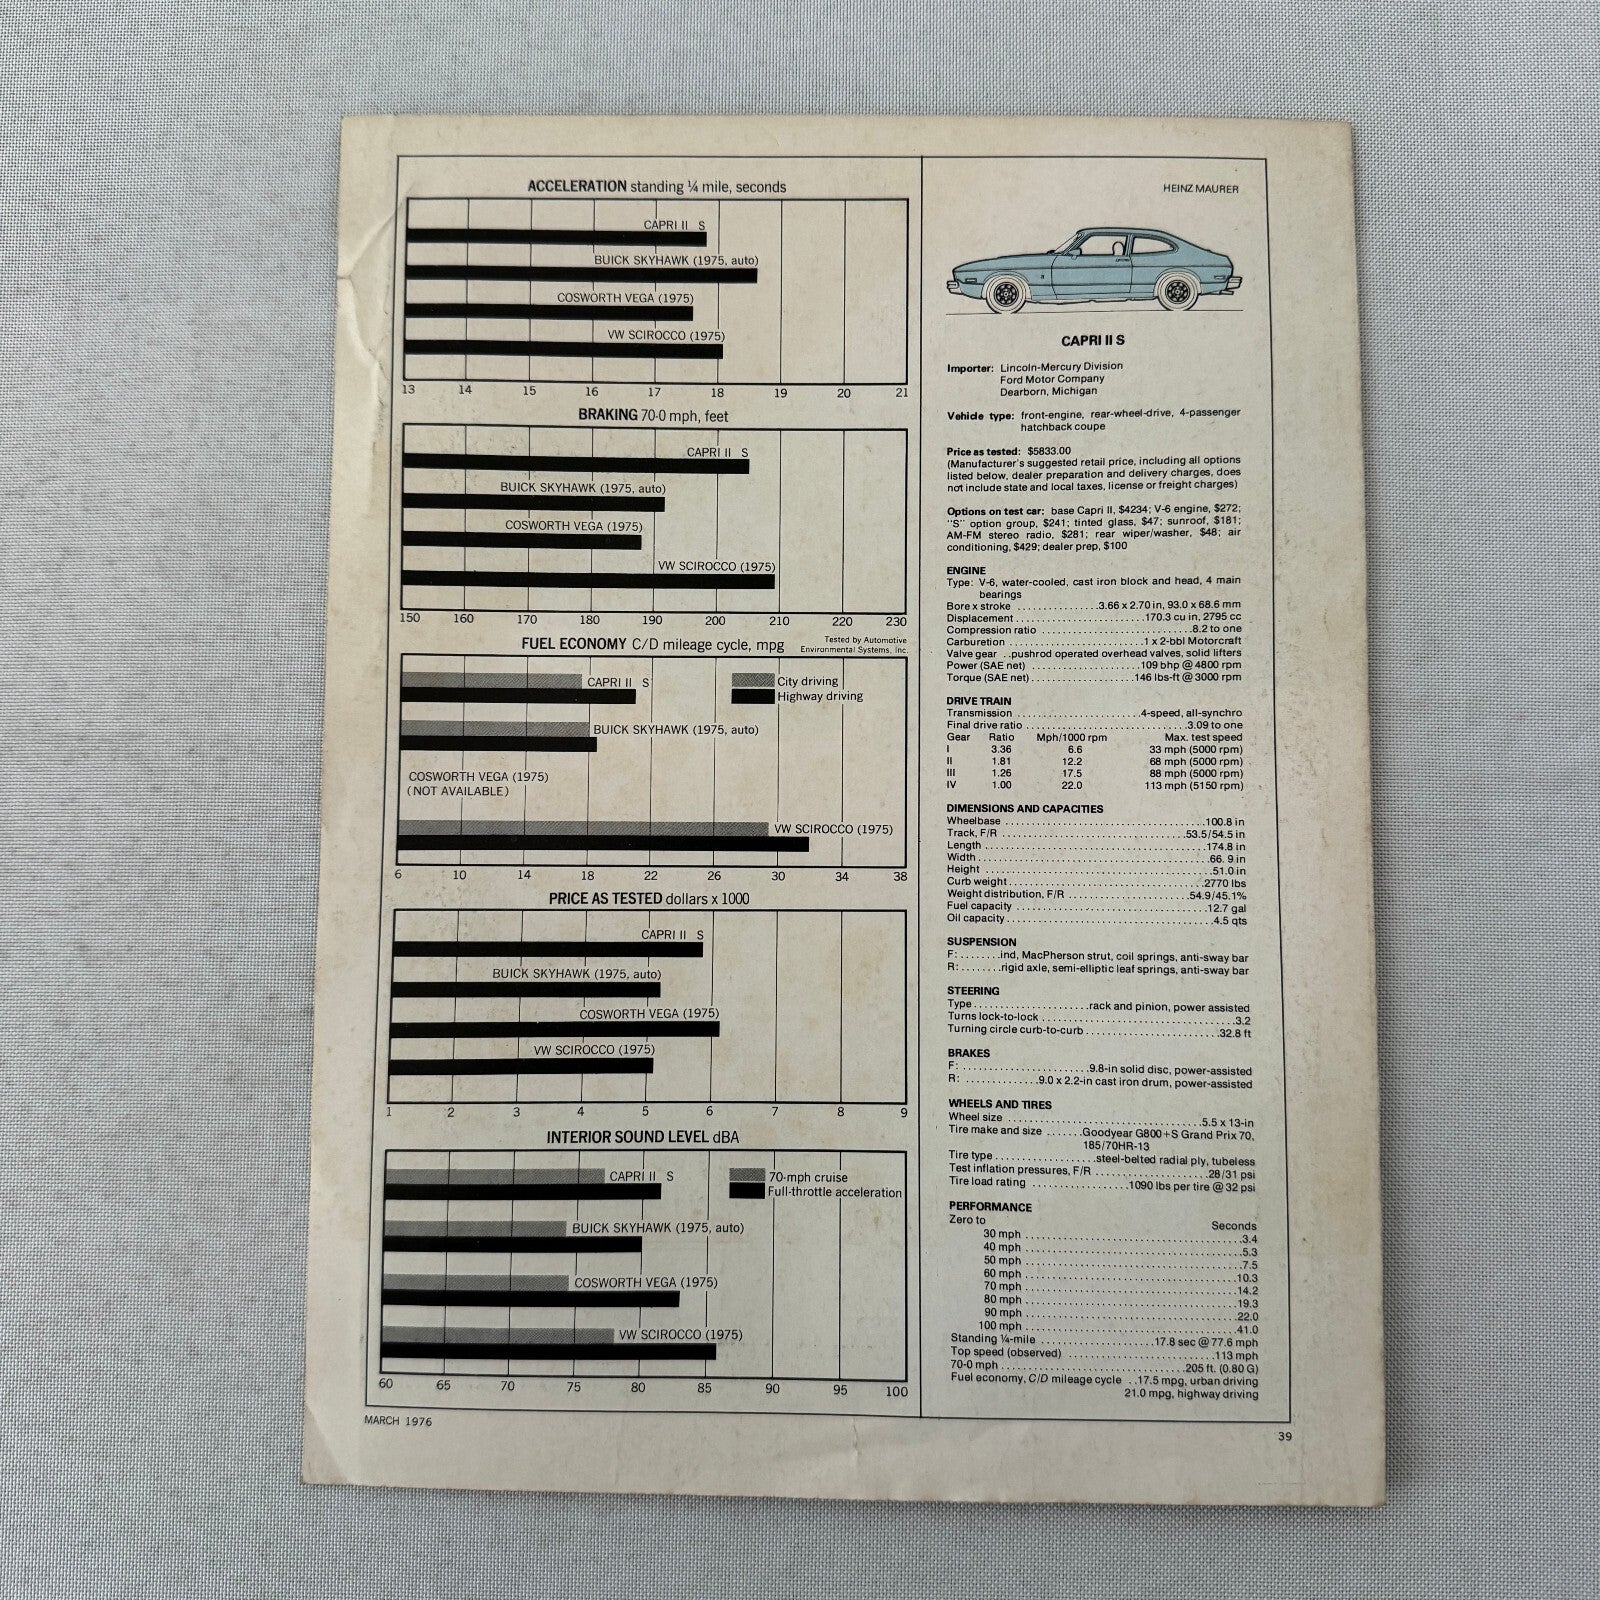 ACCELERATION standing ¼ mile, seconds
CAPRI II S
BUICK SKYHAWK (1975, auto)
COSWORTH VEGA (1975)
VW SCIROCCO (1975)
13 14 15 16 17 18 19 20 21
BRAKING 70-0 mph, feet
CAPRI II S
BUICK SKYHAWK (1975, auto)
COSWORTH VEGA (1975)
VW SCIROCCO (1975)
150 160 170 180 190 200 210 220 230
FUEL ECONOMY C/D mileage cycle, mpg
Tested by Automotive
Environmental Systems, Inc.
CAPRI II S
City driving
Highway driving
BUICK SKYHAWK (1975, auto)
COSWORTH VEGA (1975)
(NOT AVAILABLE)
VW SCIROCCO (1975)
6 10 14 18 22 26 30 34 38
PRICE AS TESTED dollars x 1000
CAPRI II S
BUICK SKYHAWK (1975, auto)
COSWORTH VEGA (1975)
VW SCIROCCO (1975)
1 2 3 4 5 6 7 8 9
INTERIOR SOUND LEVEL dBA
CAPRI II S
70-mph cruise
Full-throttle acceleration
BUICK SKYHAWK (1975, auto)
COSWORTH VEGA (1975)
VW SCIROCCO (1975)
60 65 70 75 80 85 90 95 100
MARCH 1976
HEINZ MAURER
CAPRI II S
Importer: Lincoln-Mercury Division
Ford Motor Company
Dearborn, Michigan
Vehicle type: front-engine, rear-wheel-drive, 4-passenger
hatchback coupe
Price as tested: $5833.00
(Manufacturer's suggested retail price, including all options
listed below, dealer preparation and delivery charges, does
not include state and local taxes, license or freight charges)
Options on test car: base Capri II, $4234; V-6 engine, $272;
"S" option group, $241; tinted glass, $47; sunroof, $181;
AM-FM stereo radio, $281; rear wiper/washer, $48; air
conditioning, $429; dealer prep, $100
ENGINE
Type: V-6, water-cooled, cast iron block and head, 4 main
bearings
Bore x stroke ...............3.66 x 2.70 in, 93.0 x 68.6 mm
Displacement.........................170.3 cu in, 2795 cc
Compression ratio ..............................8.2 to one
Carburetion ...........................1 x 2-bbl Motorcraft
Valve gear ..pushrod operated overhead valves, solid lifters
Power (SAE net) ......................109 bhp @ 4800 rpm
Torque (SAE net).....................146 lbs-ft @ 3000 rpm
DRIVE TRAIN
Transmission ........................4-speed, all-synchro
Final drive ratio ................................3.09 to one
Gear Ratio Mph/1000 rpm Max. test speed
I 3.36 6.6 33 mph (5000 rpm)
II 1.81 12.2 68 mph (5000 rpm)
III 1.26 17.5 88 mph (5000 rpm)
IV 1.00 22.0 113 mph (5150 rpm)
DIMENSIONS AND CAPACITIES
Wheelbase ......................................100.8 in
Track, F/R ...................................53.5/54.5 in
Length .........................................174.8 in
Width ..........................................66. 9 in
Height ..........................................51.0 in
Curb weight.....................................2770 lbs
Weight distribution, F/R .......................54.9/45.1%
Fuel capacity ...................................12.7 gal
Oil capacity.....................................4.5 qts
SUSPENSION
F:........ind, MacPherson strut, coil springs, anti-sway bar
R:........rigid axle, semi-elliptic leaf springs, anti-sway bar
STEERING
Type ......................rack and pinion, power assisted
Turns lock-to-lock ..................................3.2
Turning circle curb-to-curb .........................32.8 ft
BRAKES
F: .........................9.8-in solid disc, power-assisted
R: ..............9.0 x 2.2-in cast iron drum, power-assisted
WHEELS AND TIRES
Wheel size ....................................5.5 x 13-in
Tire make and size .......Goodyear G800+S Grand Prix 70,
185/70HR-13
Tire type ....................steel-belted radial ply, tubeless
Test inflation pressures, F/R .....................28/31 psi
Tire load rating ...................1090 lbs per tire @ 32 psi
PERFORMANCE
Zero to Seconds
30 mph .........................................3.4
40 mph .........................................5.3
50 mph .........................................7.5
60 mph ........................................10.3
70 mph ........................................14.2
80 mph ........................................19.3
90 mph ........................................22.0
100 mph .......................................41.0
Standing ¼-mile ......................17.8 sec @ 77.6 mph
Top speed (observed) .............................113 mph
70-0 mph ...................................205 ft. (0.80 G)
Fuel economy, C/D mileage cycle ..17.5 mpg, urban driving
21.0 mpg, highway driving
39